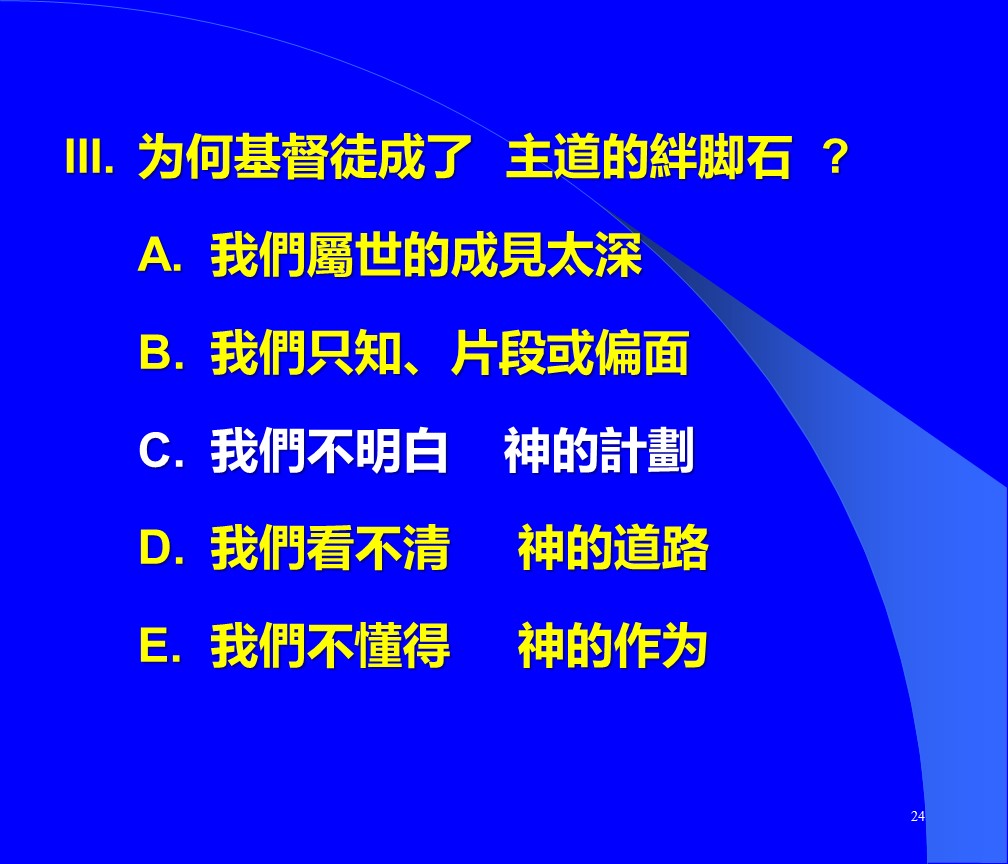 III. 为何基督徒成了 主道的絆脚石 ?
A. 我們屬世的成見太深
B. 我們只知、片段或偏面
C. 我們不明白 神的計劃
D. 我們看不清 神的道路
E. 我們不懂得 神的作为
24